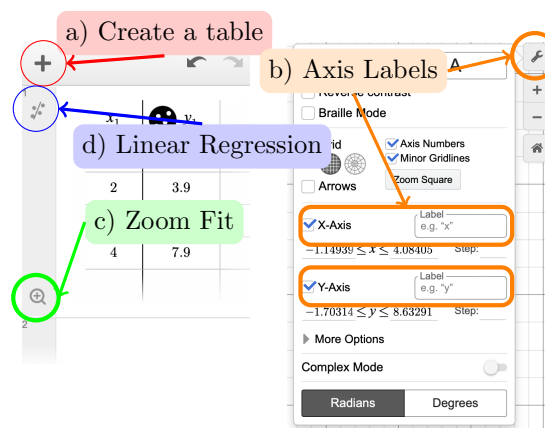 a) Create a table
b) Axis Labels
A
Reverse contrast
Braille Mode
1
x₁
y₁
d) Linear Regression
Axis Numbers
Minor Gridlines
Arrows
Zoom Square
2 3.9
c) Zoom Fit
4 7.9
X-Axis
Label
e.g. “x”
−1.14939 ≤ x ≤ 4.08405 Step:
Y-Axis
Label
e.g. “y”
−1.70314 ≤ y ≤ 8.63291 Step:
2
More Options
Complex Mode
Radians Degrees